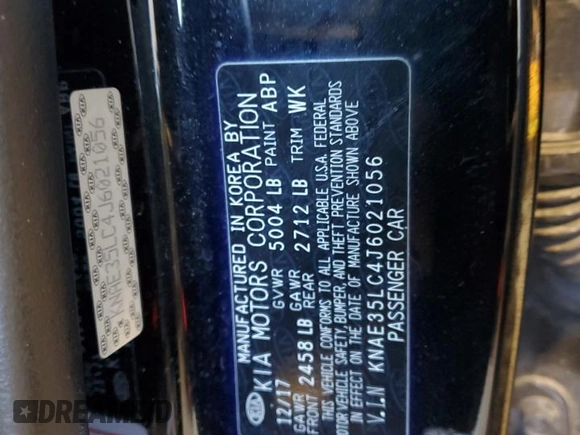 KNAE35LC4J6021056
MANUFACTURED IN KOREA BY
KIA MOTORS CORPORATION
12/17 GVWR 5004 LB PAINT ABP
GAWR FRONT 2458 LB GAWR REAR 2712 LB TRIM WK
THIS VEHICLE CONFORMS TO ALL APPLICABLE U.S.A. FEDERAL
MOTOR VEHICLE SAFETY, BUMPER, AND THEFT PREVENTION STANDARDS
IN EFFECT ON THE DATE OF MANUFACTURE SHOWN ABOVE
V.I.N KNAE35LC4J6021056
PASSENGER CAR
DREAMBID